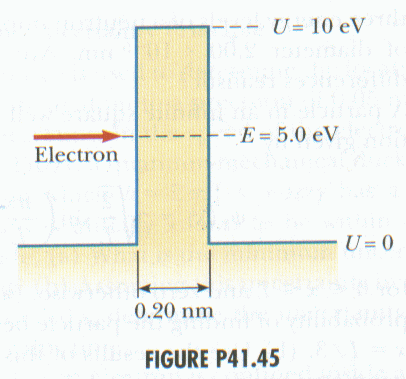 U = 10 eV
E = 5.0 eV
Electron
U = 0
0.20 nm
FIGURE P41.45